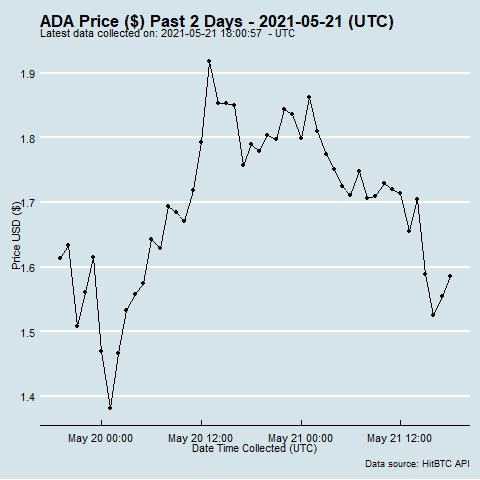 ADA Price ($) Past 2 Days - 2021-05-21 (UTC)
Latest data collected on: 2021-05-21 18:00:57 - UTC
1.9
1.8
1.7
1.6
1.5
1.4
Price USD ($)
May 20 00:00
May 20 12:00
May 21 00:00
May 21 12:00
Date Time Collected (UTC)
Data source: HitBTC API